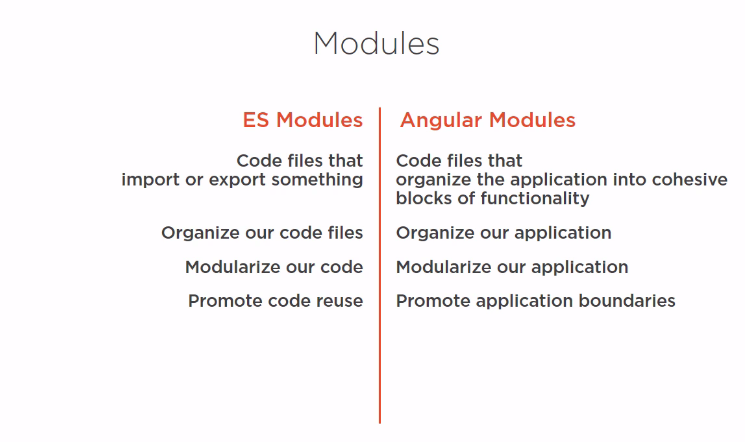 Modules
ES Modules
Code files that
import or export something
Organize our code files
Modularize our code
Promote code reuse
Angular Modules
Code files that
organize the application into cohesive
blocks of functionality
Organize our application
Modularize our application
Promote application boundaries